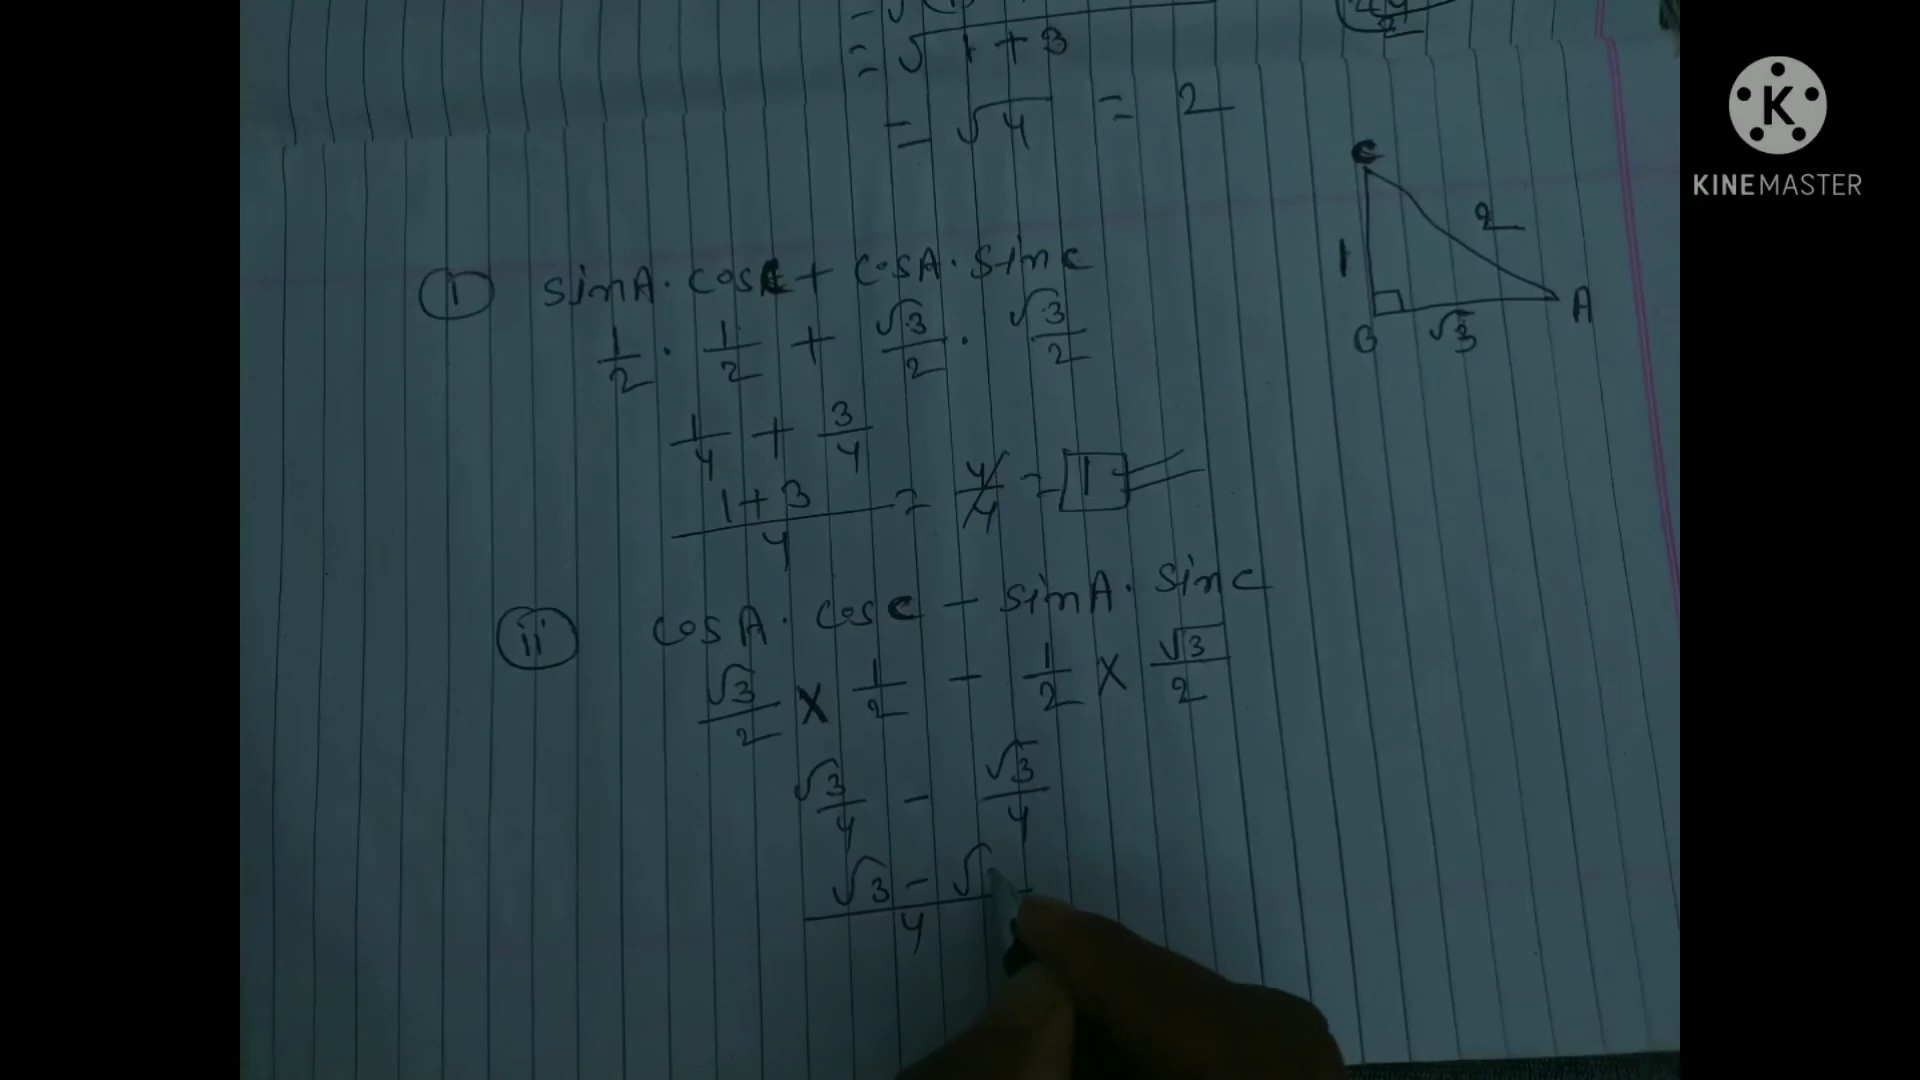 = √1+3
= √4 = 2
C
2
1
B √3 A
(i) sinA. cosC + cosA. sinC
1/2 . 1/2 + √3/2 . √3/2
1/4 + 3/4
1+3/4 = 4/4 = 1
(ii) cosA. cosC - sinA. sinC
√3/2 × 1/2 - 1/2 × √3/2
√3/4 - √3/4
√3 - √ /4
K
KINEMASTER